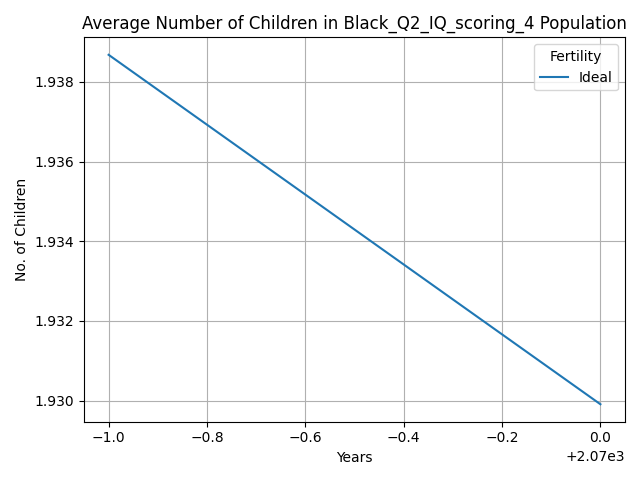 Average Number of Children in Black_Q2_IQ_scoring_4 Population
Fertility
Ideal
No. of Children
1.938
1.936
1.934
1.932
1.930
−1.0 −0.8 −0.6 −0.4 −0.2 0.0
Years
+2.07e3